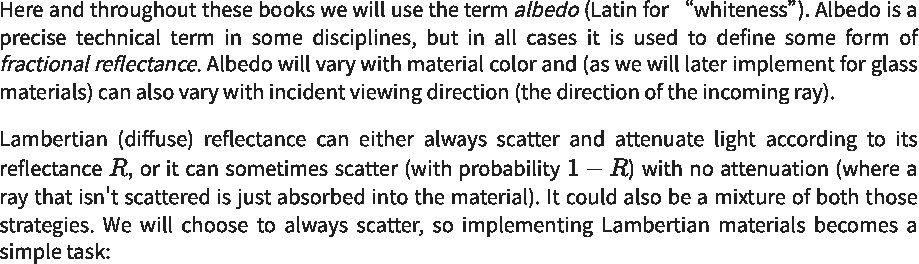 Here and throughout these books we will use the term albedo (Latin for “whiteness”). Albedo is a
precise technical term in some disciplines, but in all cases it is used to define some form of
fractional reflectance. Albedo will vary with material color and (as we will later implement for glass
materials) can also vary with incident viewing direction (the direction of the incoming ray).
Lambertian (diffuse) reflectance can either always scatter and attenuate light according to its
reflectance R, or it can sometimes scatter (with probability 1 − R) with no attenuation (where a
ray that isn't scattered is just absorbed into the material). It could also be a mixture of both those
strategies. We will choose to always scatter, so implementing Lambertian materials becomes a
simple task: